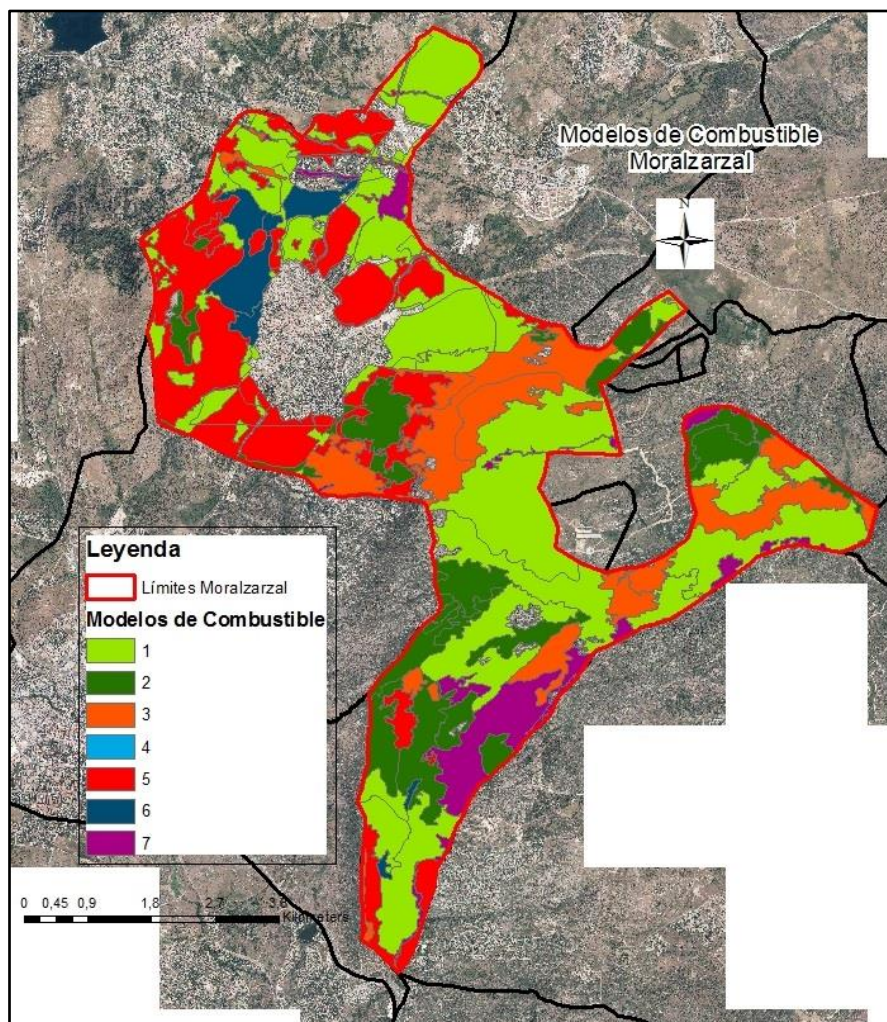 Modelos de Combustible
Moralzarzal
N
Leyenda
Límites Moralzarzal
Modelos de Combustible
1
2
3
4
5
6
7
0 0,45 0,9 1,8 2,7 3,6
Kilometers